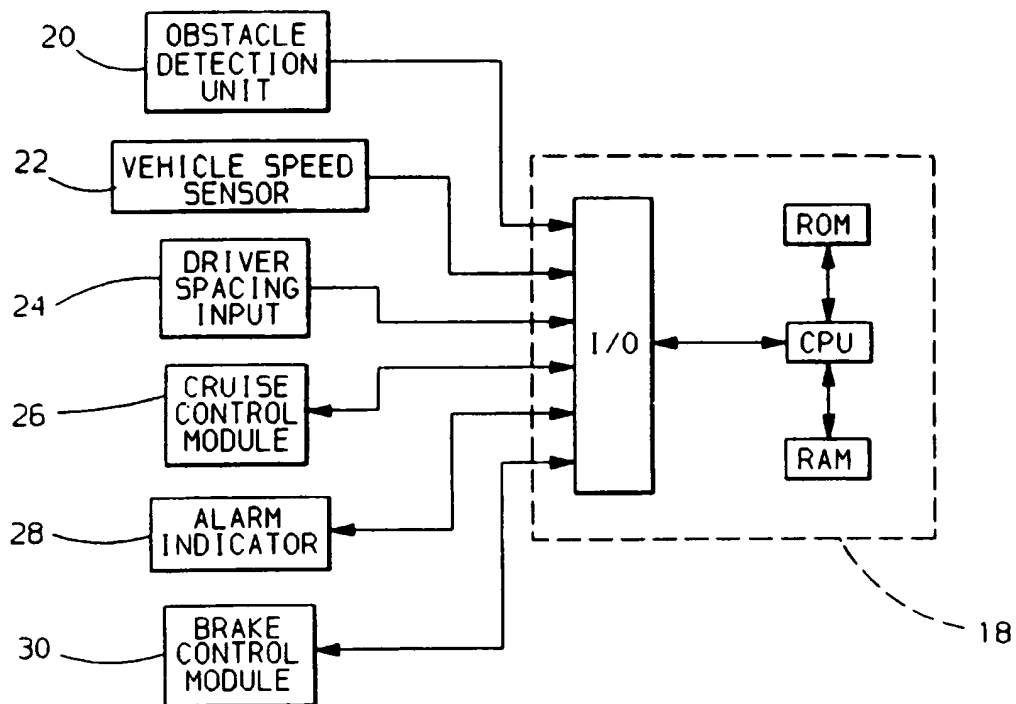 20
OBSTACLE
DETECTION
UNIT
22
VEHICLE SPEED
SENSOR
24
DRIVER
SPACING
INPUT
26
CRUISE
CONTROL
MODULE
28
ALARM
INDICATOR
30
BRAKE
CONTROL
MODULE
I/O
ROM
CPU
RAM
18